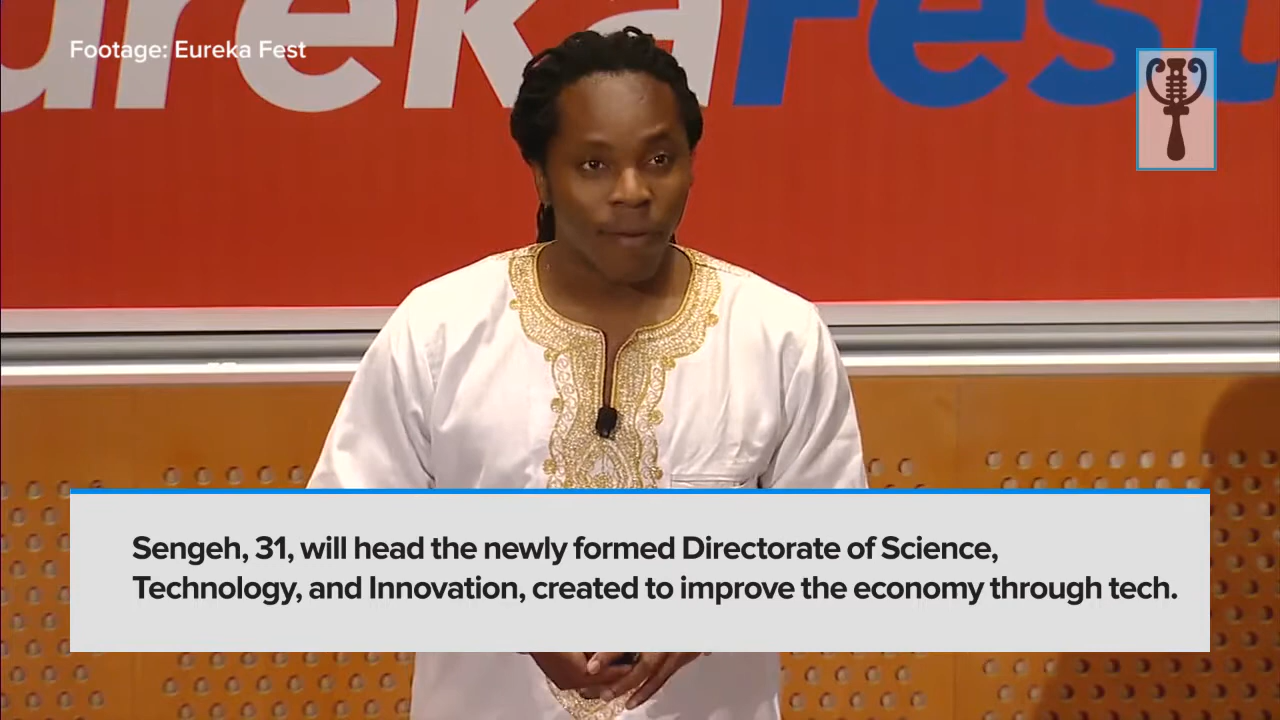 Footage: Eureka Fest
urekaFest
Sengeh, 31, will head the newly formed Directorate of Science,
Technology, and Innovation, created to improve the economy through tech.